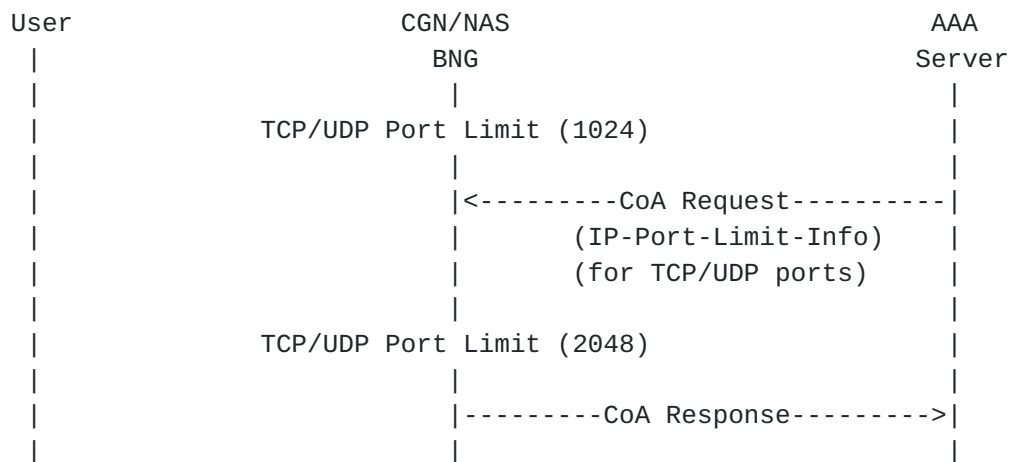 User CGN/NAS AAA
| BNG Server
| | |
| TCP/UDP Port Limit (1024) |
| | |
| |<---------CoA Request----------|
| | (IP-Port-Limit-Info) |
| | (for TCP/UDP ports) |
| | |
| TCP/UDP Port Limit (2048) |
| | |
| |---------CoA Response--------->|
| | |